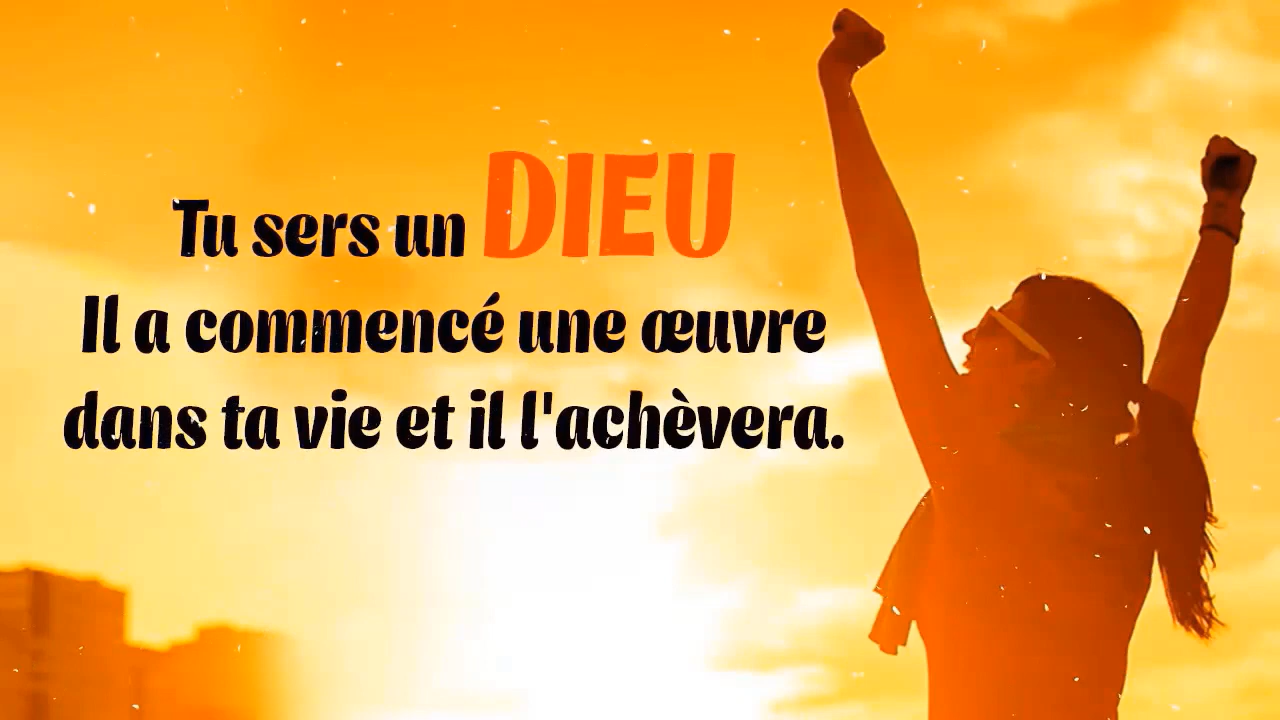 Tu sers un DIEU
Il a commencé une œuvre
dans ta vie et il l'achèvera.